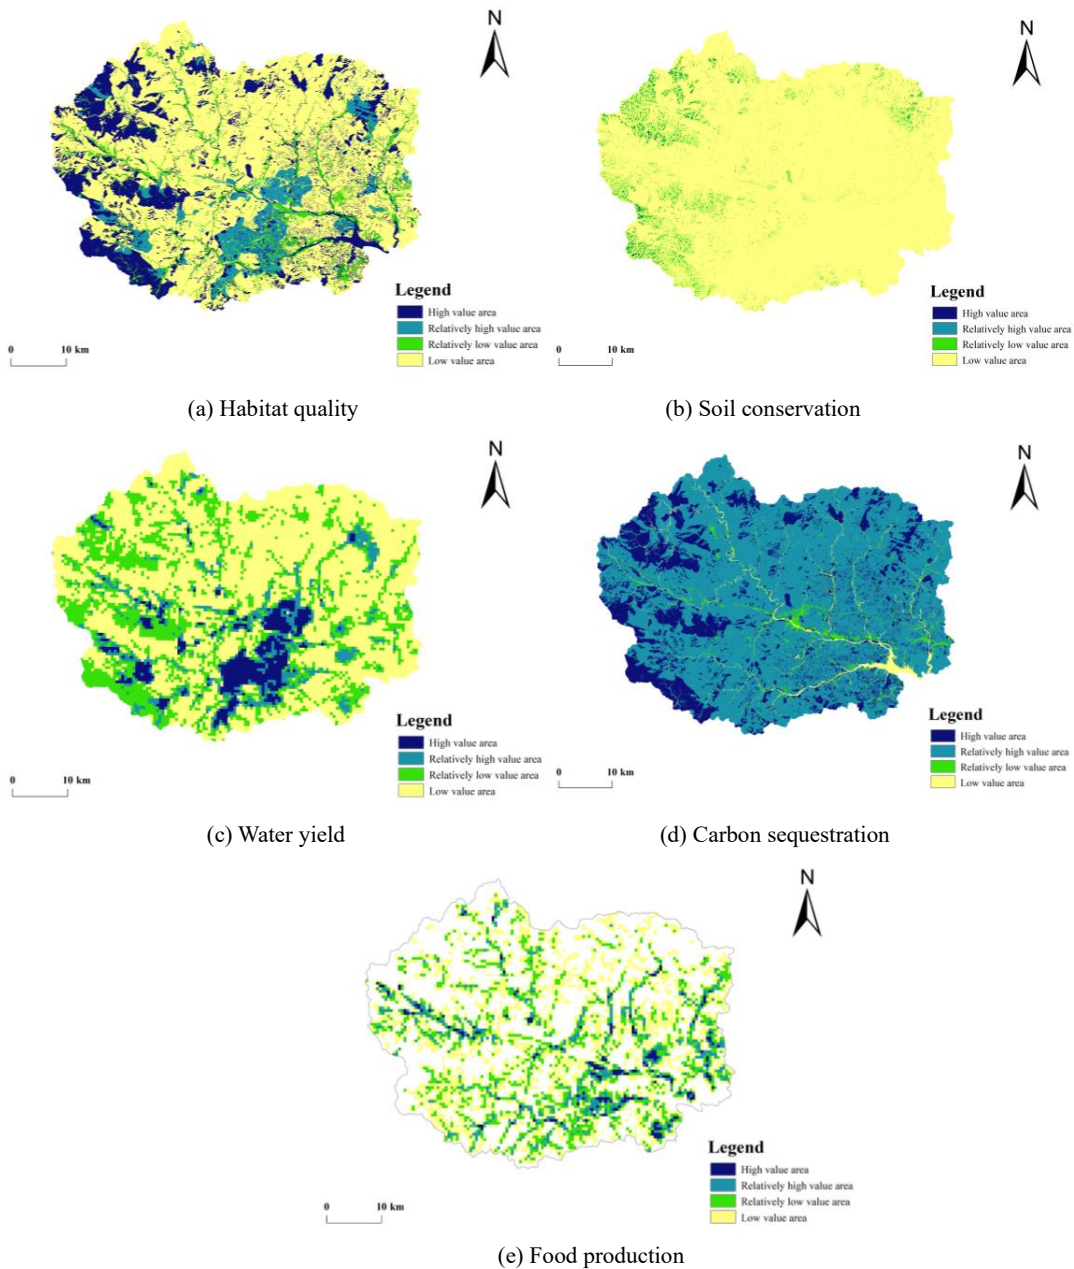 N
N
Legend
High value area
Relatively high value area
Relatively low value area
Low value area
0 10 km
Legend
High value area
Relatively high value area
Relatively low value area
Low value area
0 10 km
(a) Habitat quality
(b) Soil conservation
N
N
Legend
High value area
Relatively high value area
Relatively low value area
Low value area
0 10 km
Legend
High value area
Relatively high value area
Relatively low value area
Low value area
0 10 km
(c) Water yield
(d) Carbon sequestration
N
Legend
High value area
Relatively high value area
Relatively low value area
Low value area
0 10 km
(e) Food production